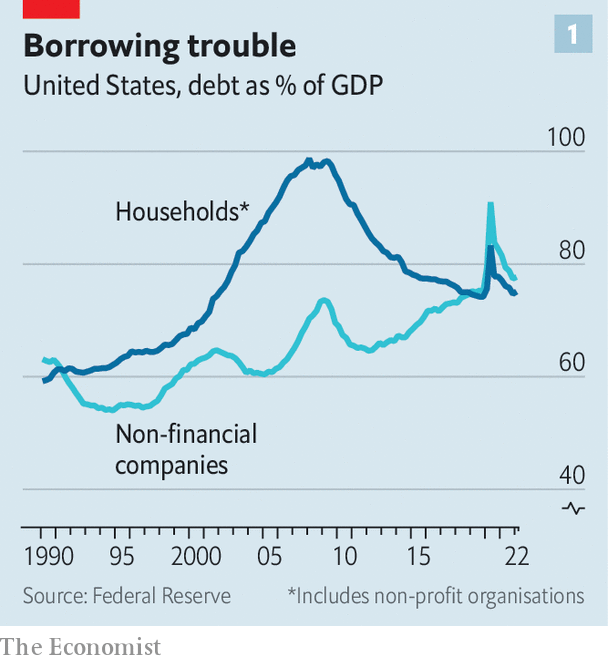 Borrowing trouble
1
United States, debt as % of GDP
100
Households*
80
60
Non-financial
companies
40
1990 95 2000 05 10 15 22
Source: Federal Reserve *Includes non-profit organisations
The Economist